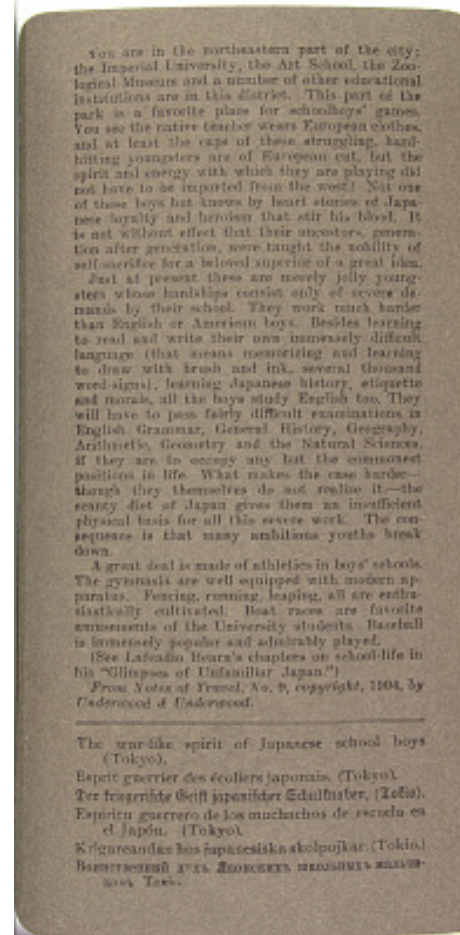 You are in the northeastern part of the city;
the Imperial University, the Art School, the Zoo-
logical Museum and a number of other educational
institutions are in this district. This part of the
park is a favorite place for schoolboys' games.
You see the native teacher wears European clothes,
and at least the caps of these struggling, hard-
hitting youngsters are of European cut, but the
spirit and energy with which they are playing did
not have to be imported from the west! Not one
of these boys but knows by heart stories of Japa-
nese loyalty and heroism that stir his blood. It
is not without effect that their ancestors, genera-
tion after generation, were taught the nobility of
self-sacrifice for a beloved superior of a great idea.
Just at present these are merely jolly young-
sters whose hardships consist only of severe de-
mands by their school. They work much harder
than English or American boys. Besides learning
to read and write their own immensely difficult
language (that means memorizing and learning
to draw with brush and ink, several thousand
word-signs), learning Japanese history, etiquette
and morals, all the boys study English too. They
will have to pass fairly difficult examinations in
English Grammar, General History, Geography,
Arithmetic, Geometry and the Natural Sciences,
if they are to occupy any but the commonest
positions in life. What makes the case harder—
though they themselves do not realize it,—the
scanty diet of Japan gives them an insufficient
physical basis for all this severe work. The con-
sequence is that many ambitious youths break
down.
A great deal is made of athletics in boys' schools.
The gymnasia are well equipped with modern ap-
paratus. Fencing, running, leaping, all are enthu-
siastically cultivated. Boat races are favorite
amusements of the University students. Baseball
is immensely popular and admirably played.
(See Lafcadio Hearn's chapters on school-life in
his "Glimpses of Unfamiliar Japan.")
From Notes of Travel, No. 9, copyright, 1904, by
Underwood & Underwood.
The war-like spirit of Japanese school boys
(Tokyo).
Esprit guerrier des écoliers japonais. (Tokyo).
Der kriegerische Geist japanischer Schulknaben, (Tokio).
Espiritu guerrero de los muchachos de escuela en
el Japón. (Tokyo).
Krigareandan hos japanesiska skolpojkar. (Tokio.)
Воинственный духъ Японскихъ школьныхъ мальчи-
ковъ